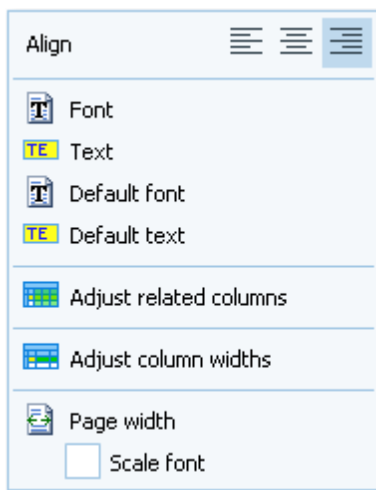 Align
T Font
TE Text
T Default font
TE Default text
Adjust related columns
Adjust column widths
Page width
Scale font